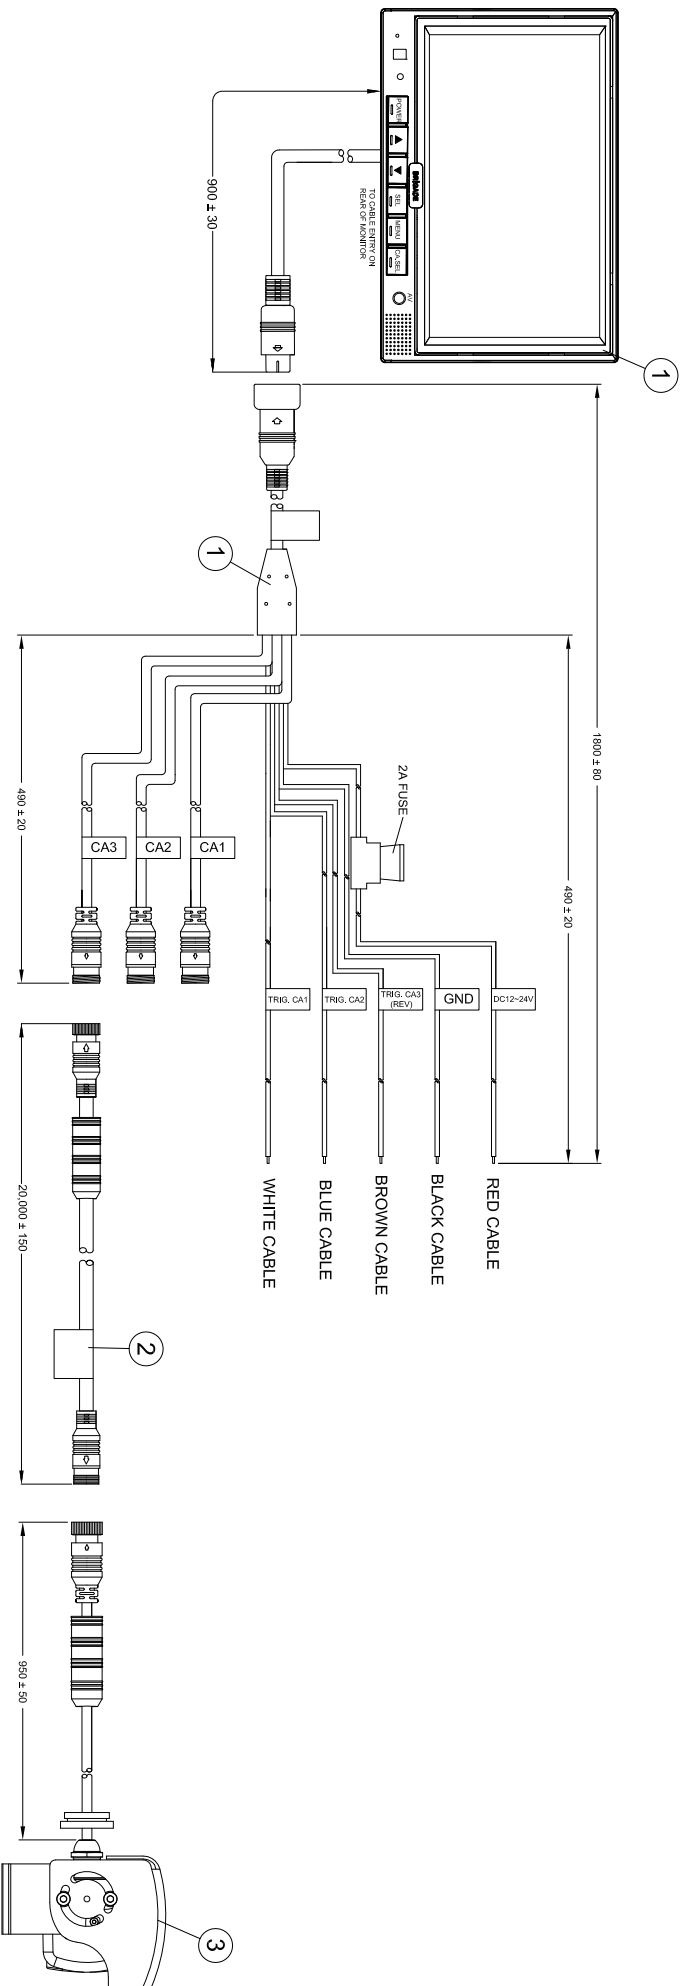 1
POWER
▲
▼
SEL
MENU
CA.SEL
AV
BRIGADE
TO CABLE ENTRY ON
REAR OF MONITOR
900 ± 30
1
1800 ± 80
490 ± 20
490 ± 20
2A FUSE
CA1
CA2
CA3
DC12~24V
GND
TRIG. CA3
(REV)
TRIG. CA2
TRIG. CA1
RED CABLE
BLACK CABLE
BROWN CABLE
BLUE CABLE
WHITE CABLE
20,000 ± 150
2
950 ± 50
3